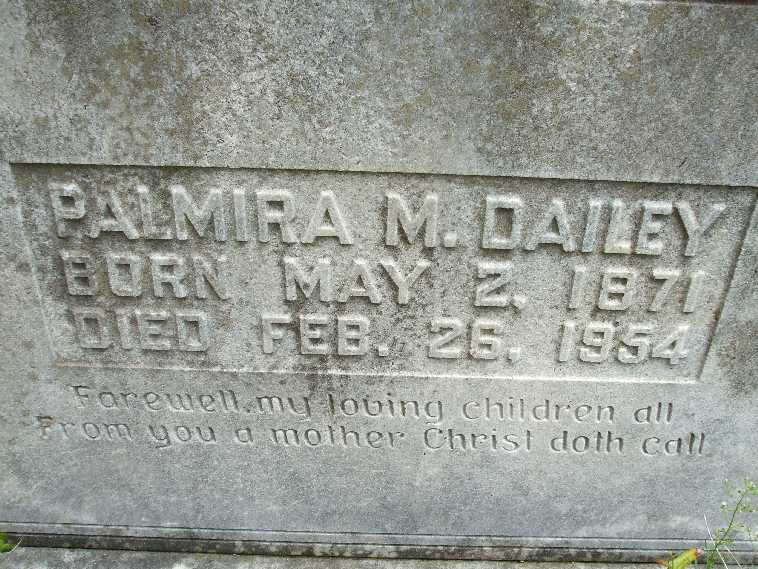 PALMIRA M. DAILEY
BORN MAY 2, 1871
DIED FEB. 26, 1954
Farewell, my loving children all
From you a mother Christ doth call